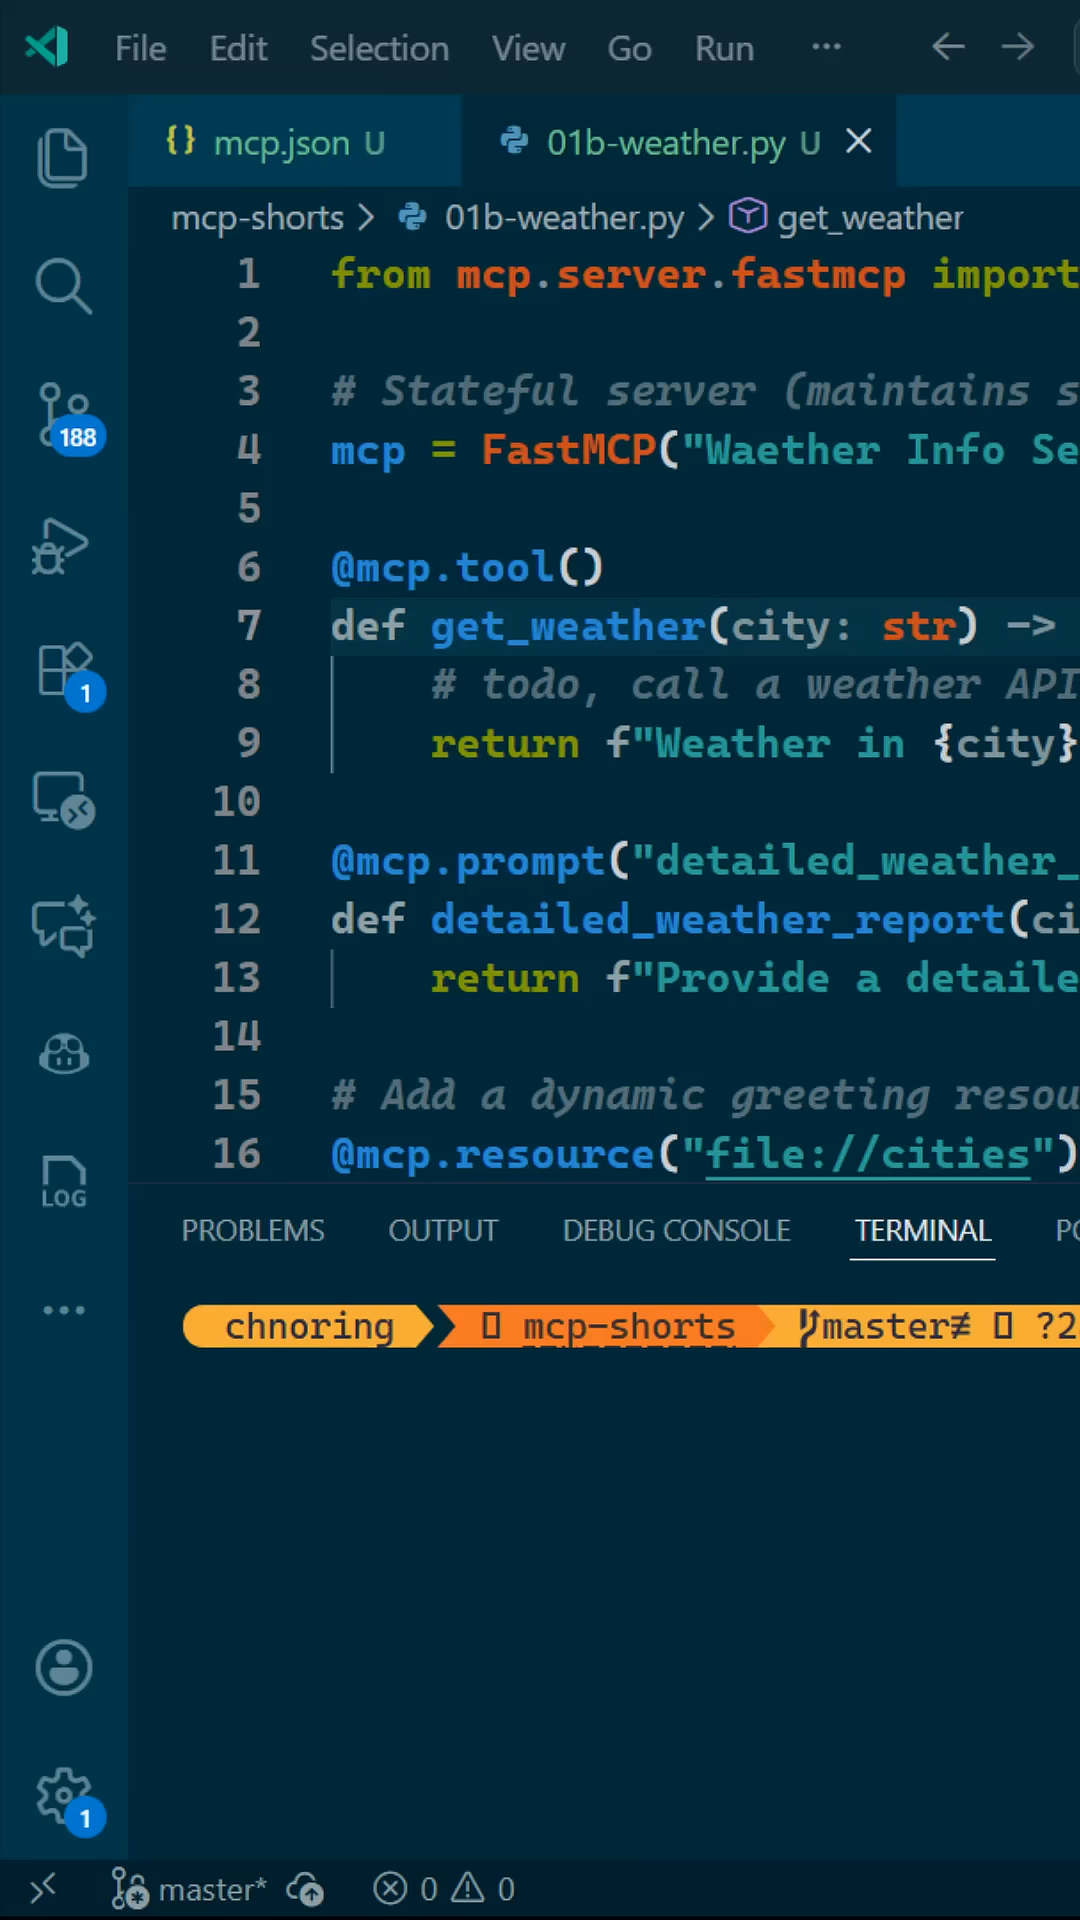 File Edit Selection View Go Run ···
{} mcp.json U 01b-weather.py U
mcp-shorts > 01b-weather.py > get_weather
1 from mcp.server.fastmcp import
2
3 # Stateful server (maintains s
4 mcp = FastMCP("Waether Info Se
5
6 @mcp.tool()
7 def get_weather(city: str) ->
8 # todo, call a weather API
9 return f"Weather in {city}
10
11 @mcp.prompt("detailed_weather_
12 def detailed_weather_report(ci
13 return f"Provide a detaile
14
15 # Add a dynamic greeting resou
16 @mcp.resource("file://cities")
188
1
LOG
PROBLEMS OUTPUT DEBUG CONSOLE TERMINAL
chnoring mcp-shorts master≢ ?2
1
master* 0 0